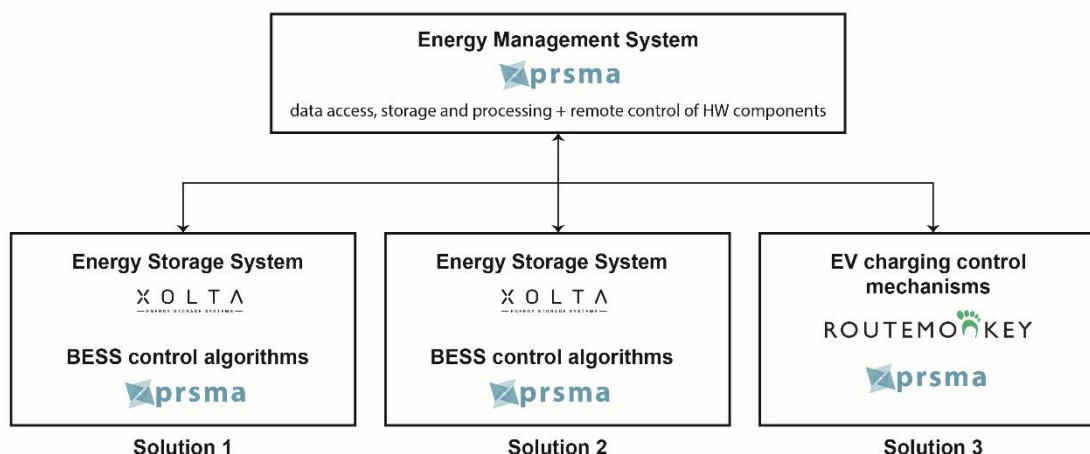 Energy Management System
prsma
data access, storage and processing + remote control of HW components
Energy Storage System
XOLTA
ENERGY STORAGE SYSTEMS
BESS control algorithms
prsma
Solution 1
Energy Storage System
XOLTA
ENERGY STORAGE SYSTEMS
BESS control algorithms
prsma
Solution 2
EV charging control
mechanisms
ROUTEMONKEY
prsma
Solution 3